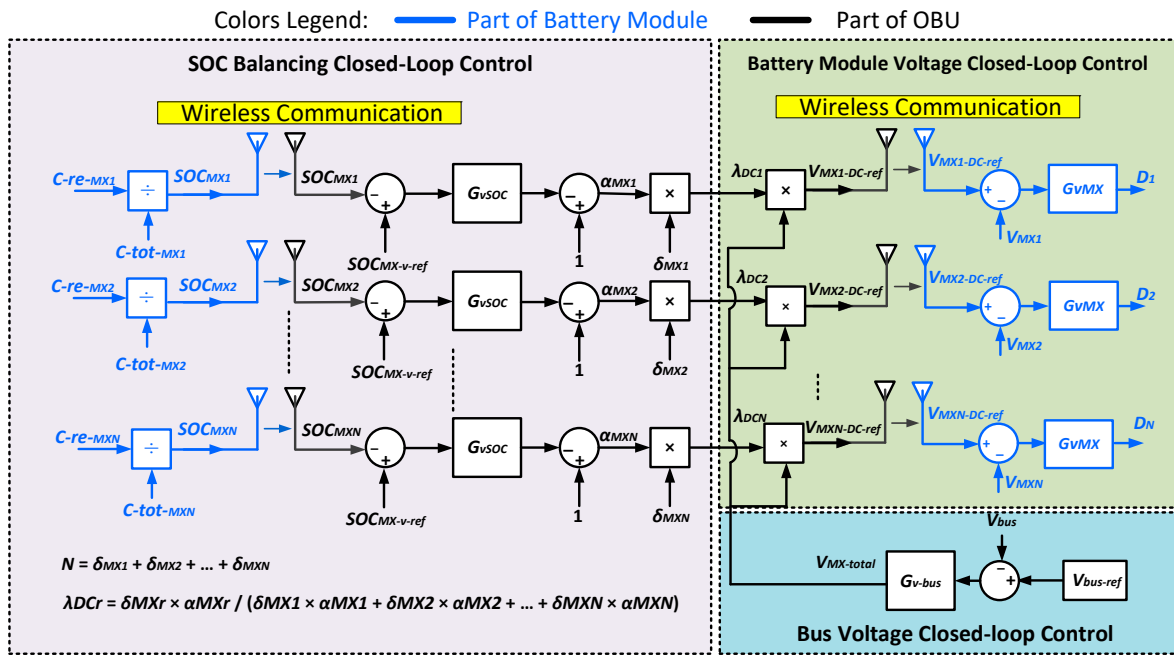 Colors Legend: Part of Battery Module Part of OBU
SOC Balancing Closed-Loop Control
Wireless Communication
C-re-MX1 ÷ SOCMX1 SOCMX1 − + GvSOC − + αMX1 ×
C-tot-MX1 SOCMX-v-ref 1 δMX1
C-re-MX2 ÷ SOCMX2 SOCMX2 − + GvSOC − + αMX2 ×
C-tot-MX2 SOCMX-v-ref 1 δMX2
C-re-MXN ÷ SOCMXN SOCMXN − + GvSOC − + αMXN ×
C-tot-MXN SOCMX-v-ref 1 δMXN
N = δMX1 + δMX2 + ... + δMXN
λDCr = δMXr × αMXr / (δMX1 × αMX1 + δMX2 × αMX2 + ... + δMXN × αMXN)
Battery Module Voltage Closed-Loop Control
Wireless Communication
λDC1 × VMX1-DC-ref VMX1-DC-ref + − GvMX D1
VMX1
λDC2 × VMX2-DC-ref VMX2-DC-ref + − GvMX D2
VMX2
λDCN × VMXN-DC-ref VMXN-DC-ref + − GvMX DN
VMXN
Vbus
VMX-total Gv-bus − + Vbus-ref
Bus Voltage Closed-loop Control